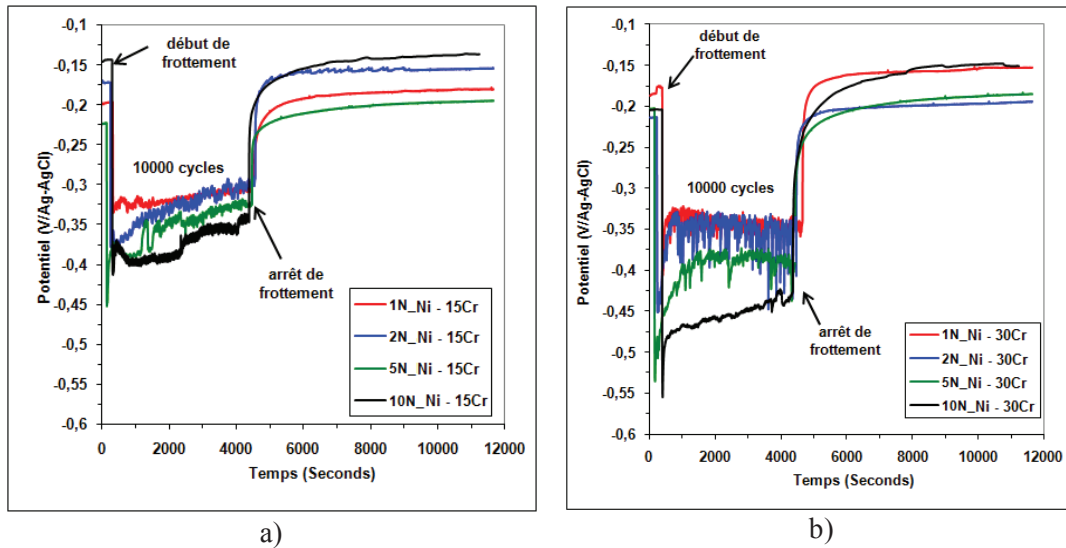 -0,1
-0,15
-0,2
-0,25
-0,3
-0,35
-0,4
-0,45
-0,5
-0,55
-0,6
Potentiel (V//Ag-AgCl)
début de
frottement
10000 cycles
arrêt de
frottement
1N_Ni - 15Cr
2N_Ni - 15Cr
5N_Ni - 15Cr
10N_Ni - 15Cr
0 2000 4000 6000 8000 10000 12000
Temps (Seconds)
a)
-0,1
-0,15
-0,2
-0,25
-0,3
-0,35
-0,4
-0,45
-0,5
-0,55
-0,6
Potentiel (V/Ag-AgCl)
début de
frottement
10000 cycles
arrêt de
frottement
1N_Ni - 30Cr
2N_Ni - 30Cr
5N_Ni - 30Cr
10N_Ni - 30Cr
0 2000 4000 6000 8000 10000 12000
Temps (Seconds)
b)